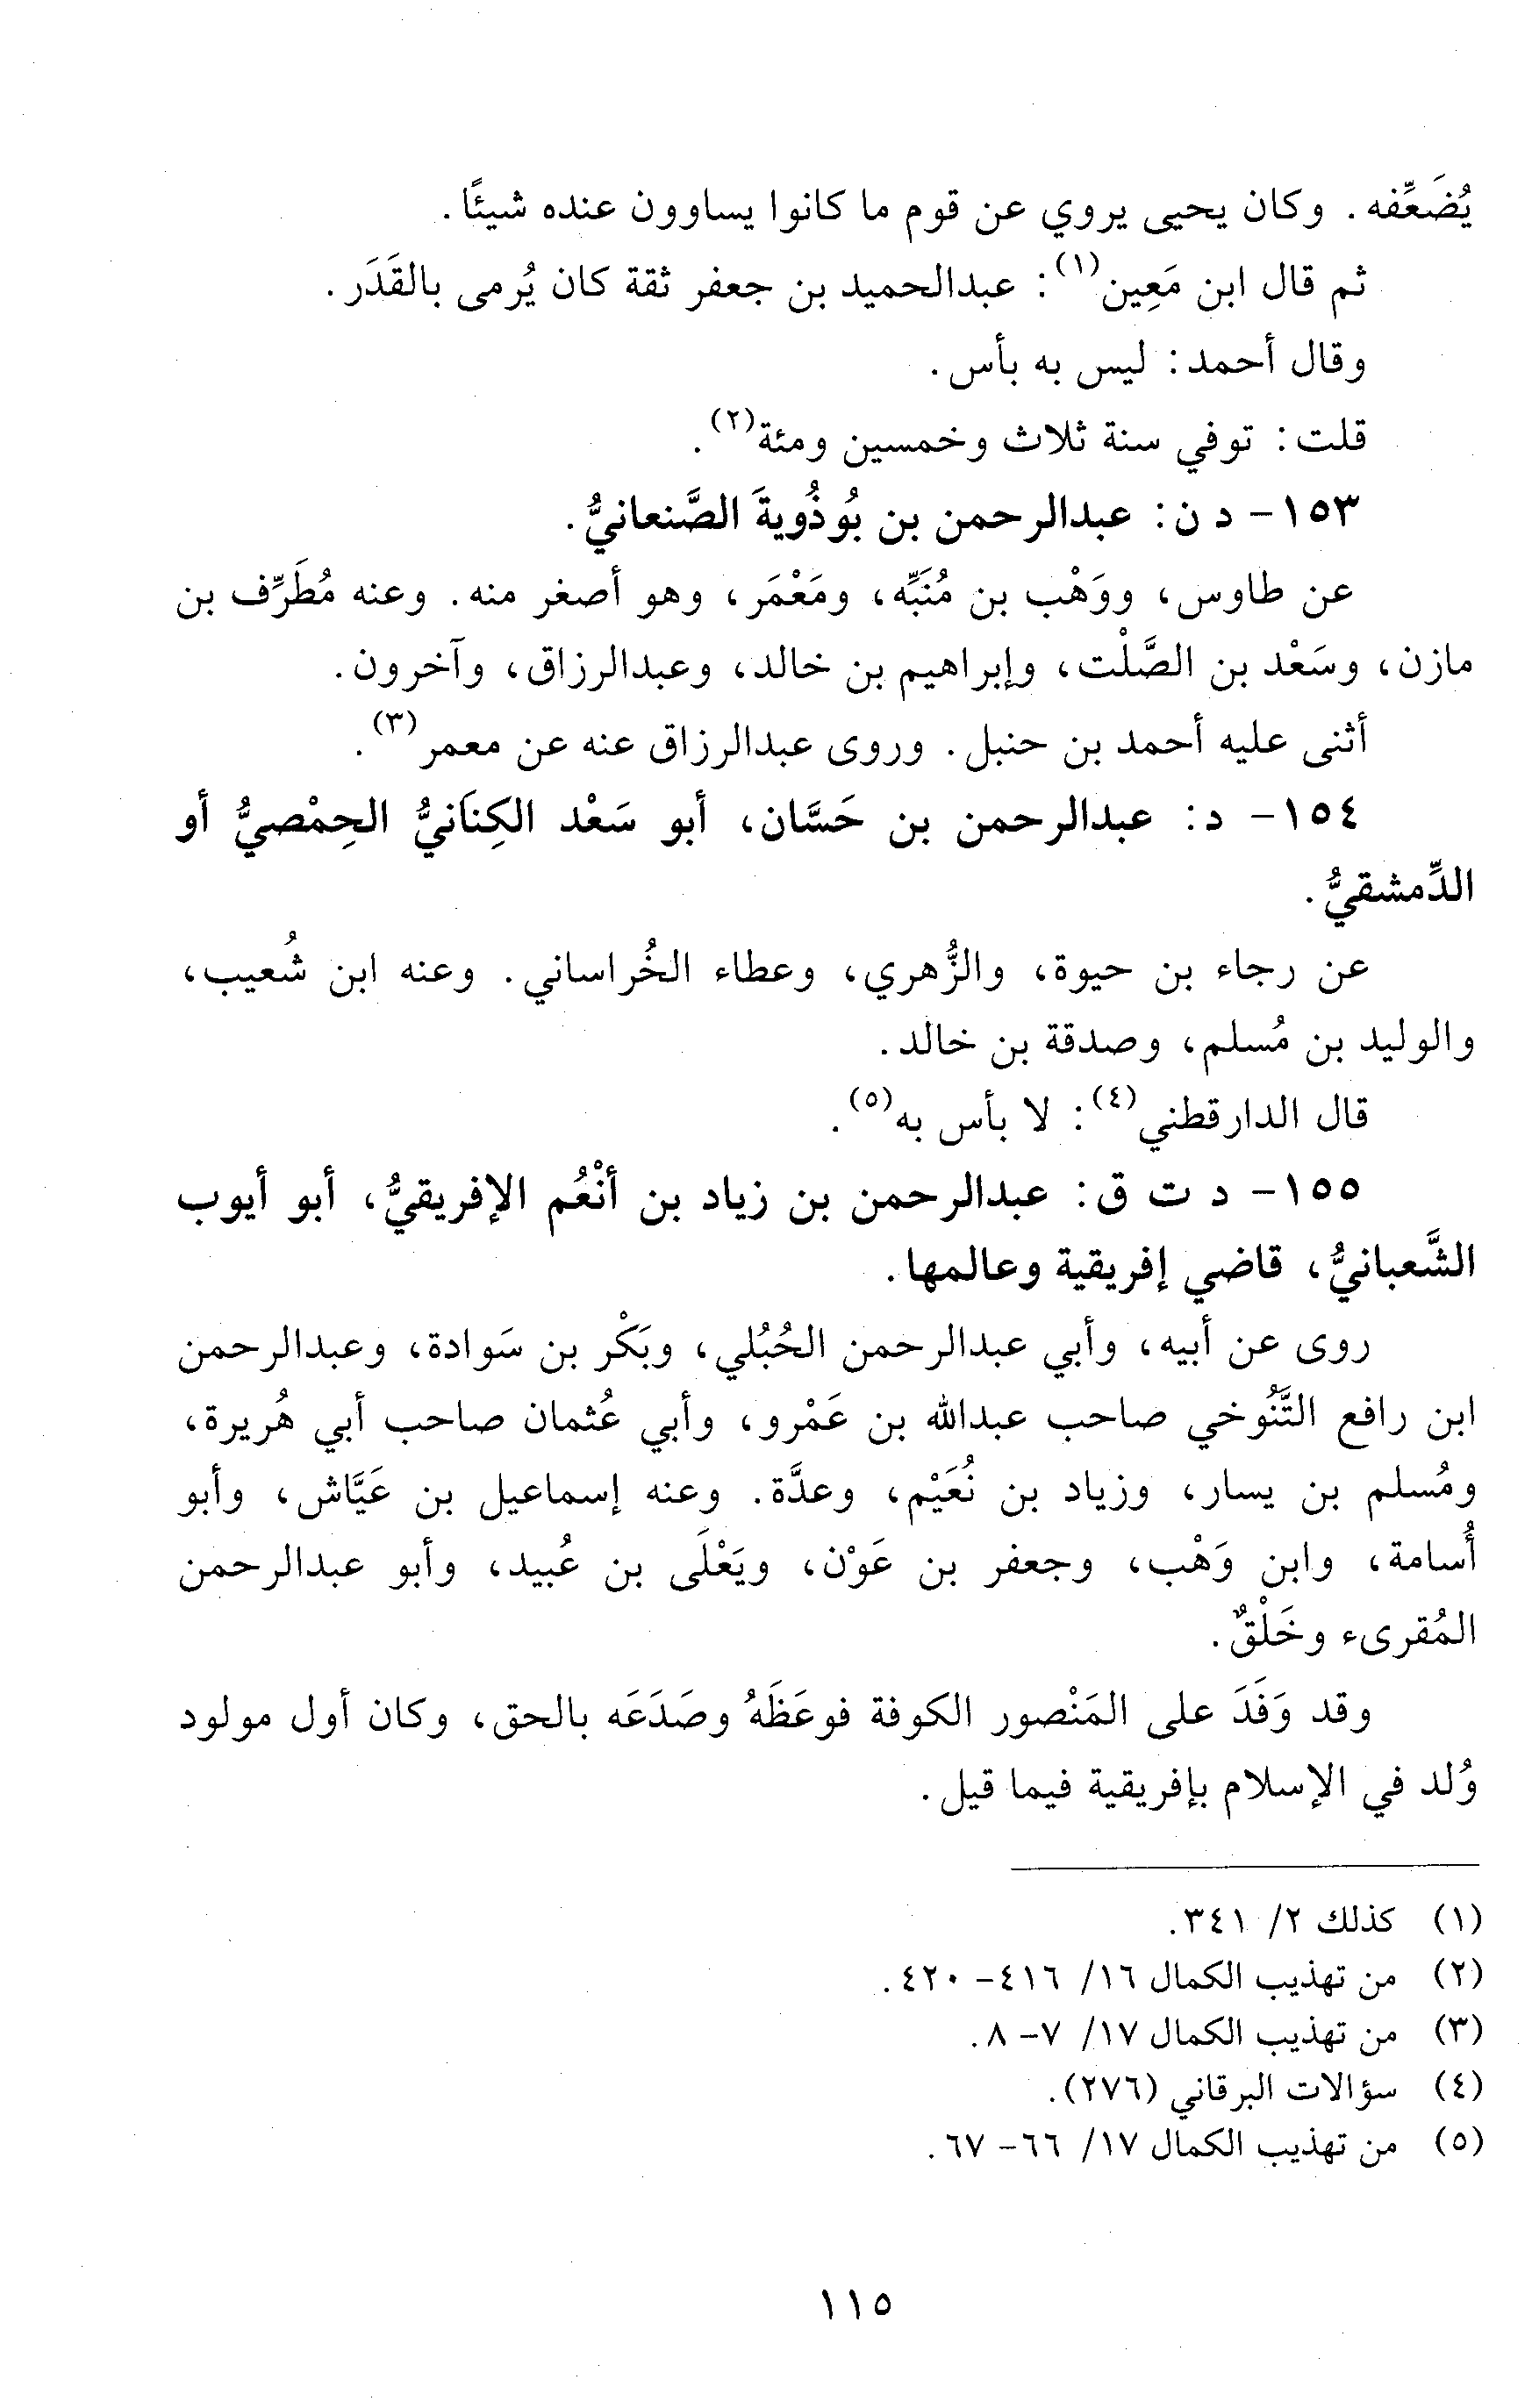 يُضَعِّفه. وكان يحيى يروي عن قوم ما كانوا يساوون عنده شيئًا.
ثم قال ابن مَعِين(١): عبدالحميد بن جعفر ثقة كان يُرمى بالقَدَر.
وقال أحمد: ليس به بأس.
قلت: توفي سنة ثلاث وخمسين ومئة(٢).
١٥٣- د ن: عبدالرحمن بن بُوذُويةَ الصَّنعانيُّ.
عن طاوس، ووَهْب بن مُنَبِّه، ومَعْمَر، وهو أصغر منه. وعنه مُطَرِّف بن
مازن، وسَعْد بن الصَّلْت، وإبراهيم بن خالد، وعبدالرزاق، وآخرون.
أثنى عليه أحمد بن حنبل. وروى عبدالرزاق عنه عن معمر(٣).
١٥٤- د: عبدالرحمن بن حَسَّان، أبو سَعْد الكِنَانيُّ الحِمْصيُّ أو
الدِّمشقيُّ.
عن رجاء بن حيوة، والزُّهري، وعطاء الخُراساني. وعنه ابن شُعيب،
والوليد بن مُسلم، وصدقة بن خالد.
قال الدارقطني(٤): لا بأس به(٥).
١٥٥- د ت ق: عبدالرحمن بن زياد بن أنْعُم الإفريقيُّ، أبو أيوب
الشَّعبانيُّ، قاضي إفريقية وعالمها.
روى عن أبيه، وأبي عبدالرحمن الحُبُلي، وبَكْر بن سَوادة، وعبدالرحمن
ابن رافع التَّنُوخي صاحب عبدالله بن عَمْرو، وأبي عُثمان صاحب أبي هُريرة،
ومُسلم بن يسار، وزياد بن نُعَيْم، وعدَّة. وعنه إسماعيل بن عَيَّاش، وأبو
أُسامة، وابن وَهْب، وجعفر بن عَوْن، ويَعْلَى بن عُبيد، وأبو عبدالرحمن
المُقرىء وخَلْقٌ.
وقد وَفَدَ على المَنْصور الكوفة فوعَظَهُ وصَدَعَه بالحق، وكان أول مولود
وُلد في الإسلام بإفريقية فيما قيل.
(١) كذلك ٢/ ٣٤١.
(٢) من تهذيب الكمال ١٦/ ٤١٦- ٤٢٠.
(٣) من تهذيب الكمال ١٧/ ٧- ٨.
(٤) سؤالات البرقاني (٢٧٦).
(٥) من تهذيب الكمال ١٧/ ٦٦- ٦٧.
١١٥